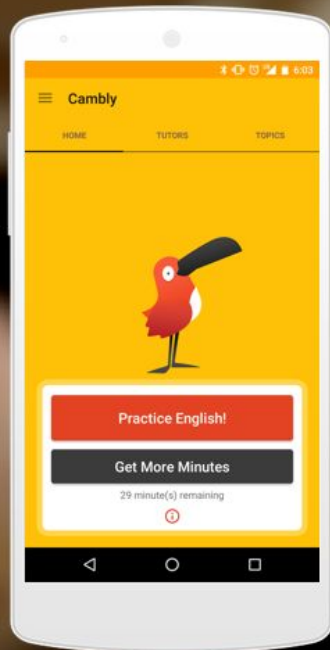 6:03
Cambly
HOME TUTORS TOPICS
Practice English!
Get More Minutes
29 minute(s) remaining